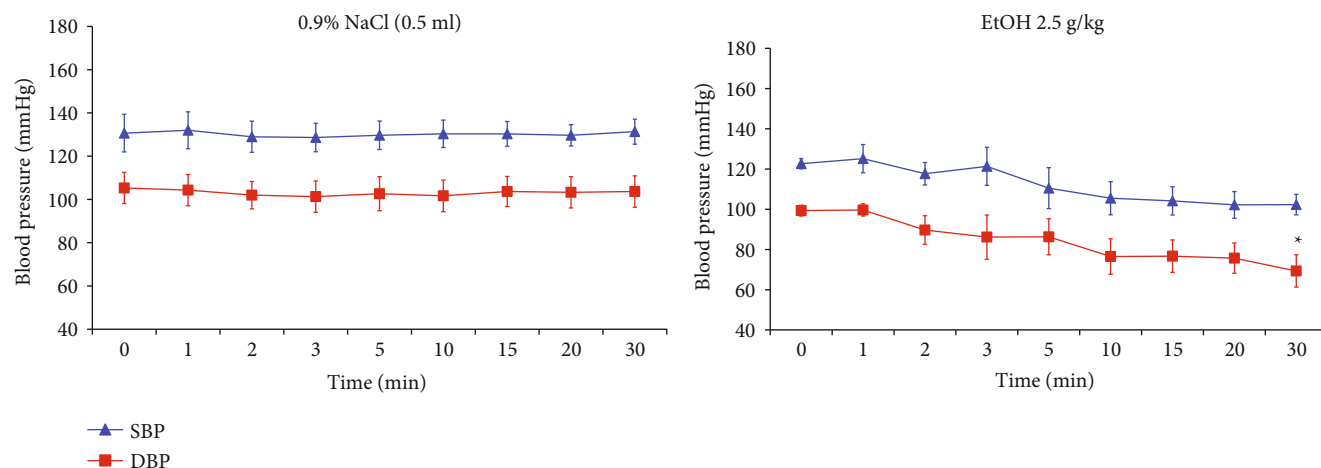 0.9% NaCl (0.5 ml)
180
160
140
120
100
80
60
40
Blood pressure (mmHg)
0 1 2 3 5 10 15 20 30
Time (min)
EtOH 2.5 g/kg
180
160
140
120
100
80
60
40
Blood pressure (mmHg)
*
0 1 2 3 5 10 15 20 30
Time (min)
SBP
DBP